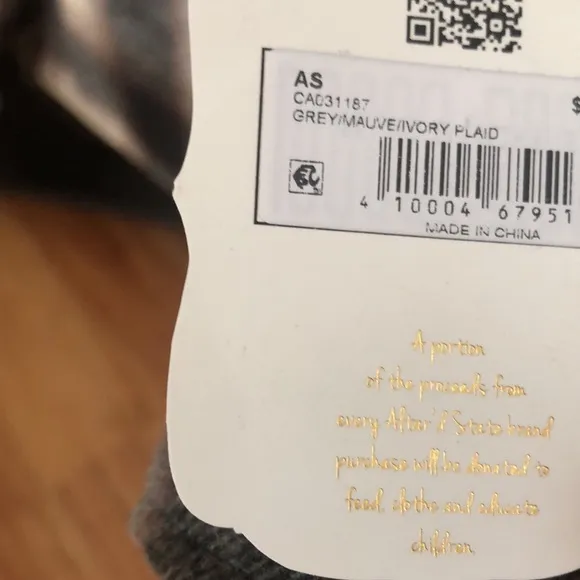 AS
$
CA031187
GREY/MAUVE/IVORY PLAID
4 10004 67951
MADE IN CHINA
A portion
of the proceeds from
every After'd State brand
purchase will be donated to
feed, clothe and educate
children.